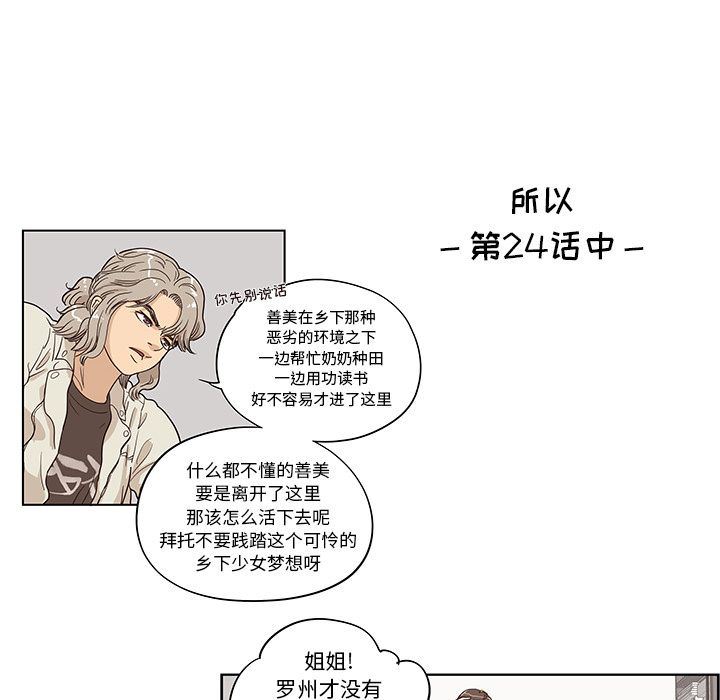 所以
－第24话中－
你先别说话
善美在乡下那种
恶劣的环境之下
一边帮忙奶奶种田
一边用功读书
好不容易才进了这里
什么都不懂的善美
要是离开了这里
那该怎么活下去呢
拜托不要践踏这个可怜的
乡下少女梦想呀
姐姐!
罗州才没有